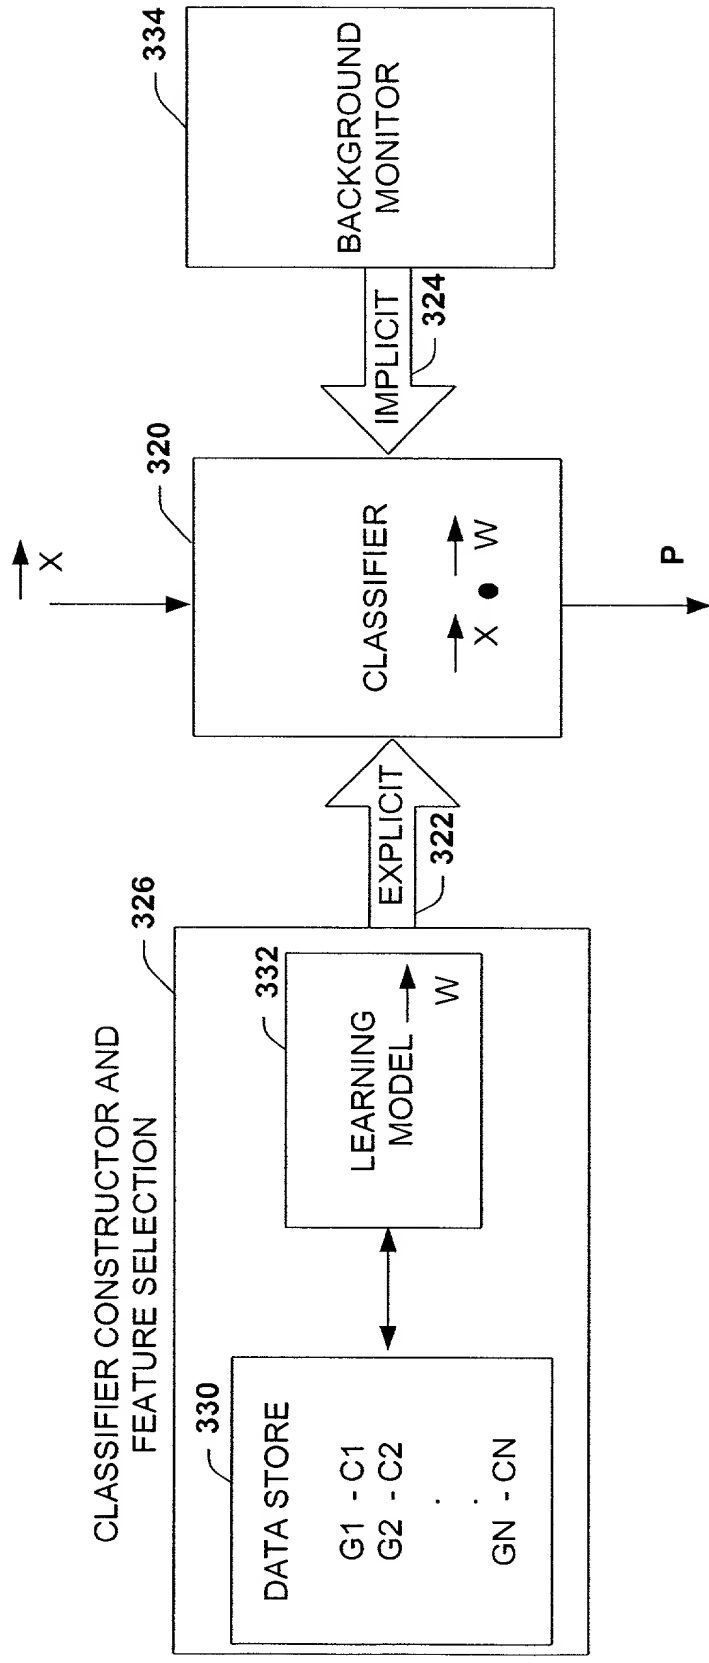 CLASSIFIER CONSTRUCTOR AND
FEATURE SELECTION
326
330
DATA STORE
G1 - C1
G2 - C2
.
.
GN - CN
332
LEARNING
MODEL
W
EXPLICIT
322
X
320
CLASSIFIER
X • W
P
IMPLICIT
324
334
BACKGROUND
MONITOR